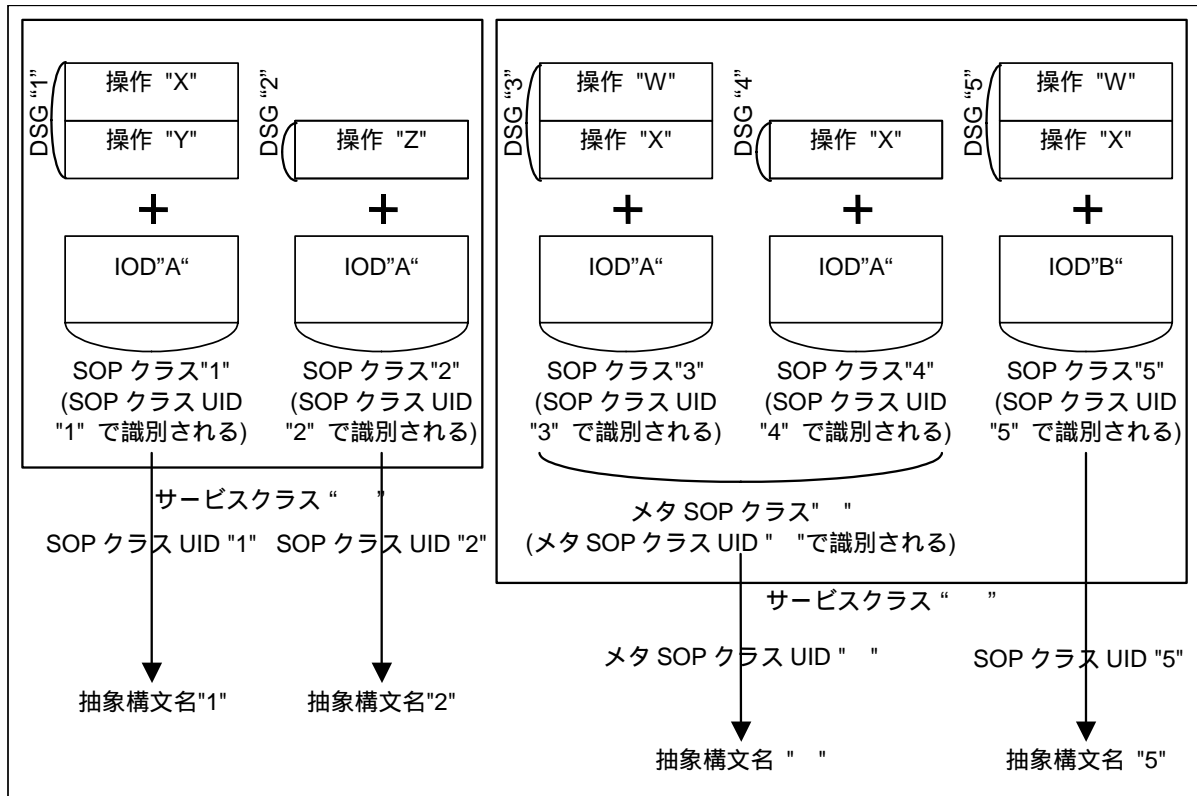 DSG “1”
操作 "X"
操作 "Y"
DSG “2”
操作 "Z"
DSG “3”
操作 "W"
操作 "X"
DSG “4”
操作 "X"
DSG “5”
操作 "W"
操作 "X"
+
+
+
+
+
IOD”A“
IOD”A“
IOD”A“
IOD”A“
IOD”B“
SOP クラス"1"
(SOP クラス UID
"1" で識別される)
SOP クラス"2"
(SOP クラス UID
"2" で識別される)
SOP クラス"3"
(SOP クラス UID
"3" で識別される)
SOP クラス"4"
(SOP クラス UID
"4" で識別される)
SOP クラス"5"
(SOP クラス UID
"5" で識別される)
サービスクラス “　”
メタ SOP クラス"　"
(メタ SOP クラス UID "　"で識別される)
SOP クラス UID "1"
SOP クラス UID "2"
サービスクラス “　”
メタ SOP クラス UID "　"
SOP クラス UID "5"
抽象構文名"1"
抽象構文名"2"
抽象構文名 "　"
抽象構文名 "5"